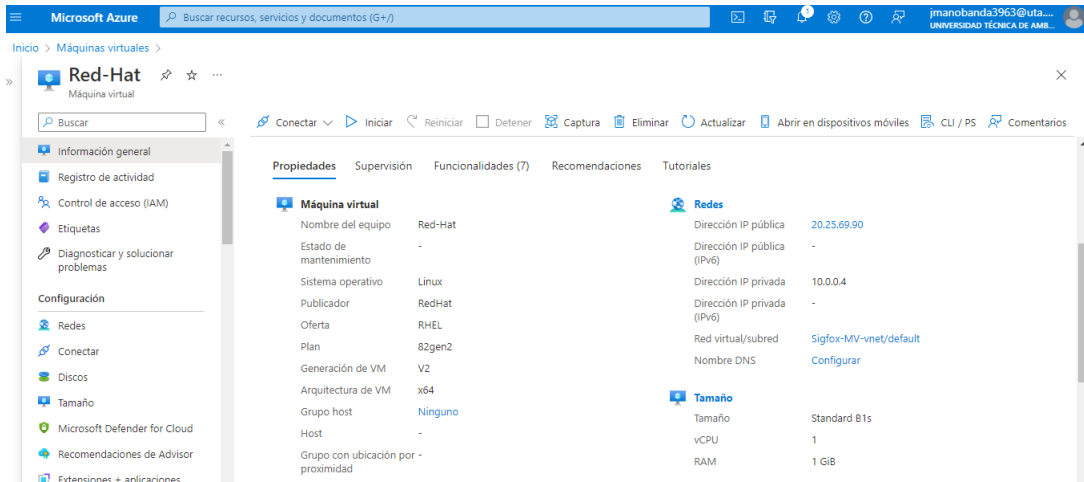 Microsoft Azure
Buscar recursos, servicios y documentos (G+/)
1
jmanobanda3963@uta....
UNIVERSIDAD TÉCNICA DE AMB...
Inicio > Máquinas virtuales >
Red-Hat
Máquina virtual
Buscar
Conectar
Iniciar
Reiniciar
Detener
Captura
Eliminar
Actualizar
Abrir en dispositivos móviles
CLI / PS
Comentarios
Información general
Registro de actividad
Control de acceso (IAM)
Etiquetas
Diagnosticar y solucionar
problemas
Configuración
Redes
Conectar
Discos
Tamaño
Microsoft Defender for Cloud
Recomendaciones de Advisor
Extensiones + aplicaciones
Propiedades Supervisión Funcionalidades (7) Recomendaciones Tutoriales
Máquina virtual
Nombre del equipo Red-Hat
Estado de -
mantenimiento
Sistema operativo Linux
Publicador RedHat
Oferta RHEL
Plan 82gen2
Generación de VM V2
Arquitectura de VM x64
Grupo host Ninguno
Host -
Grupo con ubicación por -
proximidad
Redes
Dirección IP pública 20.25.69.90
Dirección IP pública -
(IPv6)
Dirección IP privada 10.0.0.4
Dirección IP privada -
(IPv6)
Red virtual/subred Sigfox-MV-vnet/default
Nombre DNS Configurar
Tamaño
Tamaño Standard B1s
vCPU 1
RAM 1 GiB